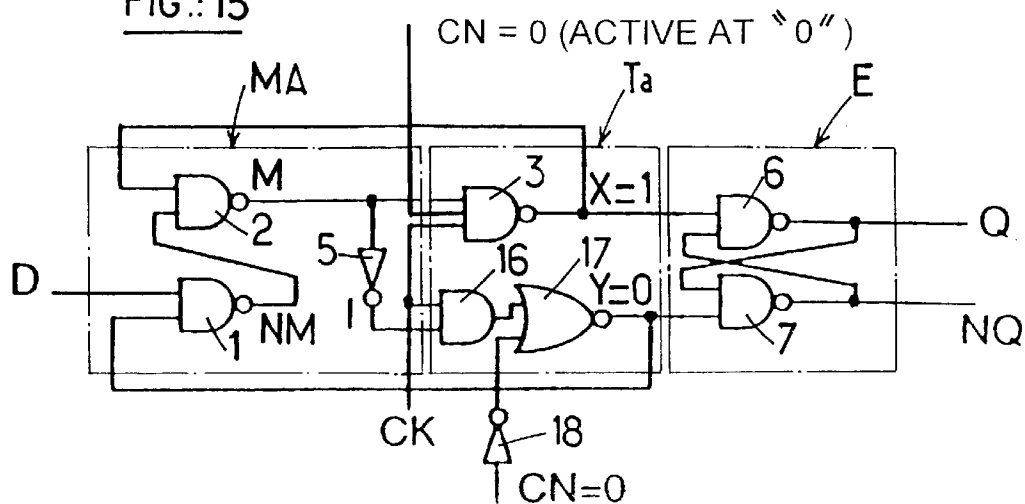 FIG.: 15
CN = 0 (ACTIVE AT "0")
MA
Ta
E
M
3
X=1
6
2
Q
5
16
17
D
Y=0
1
NM
1
7
NQ
CK
18
CN=0